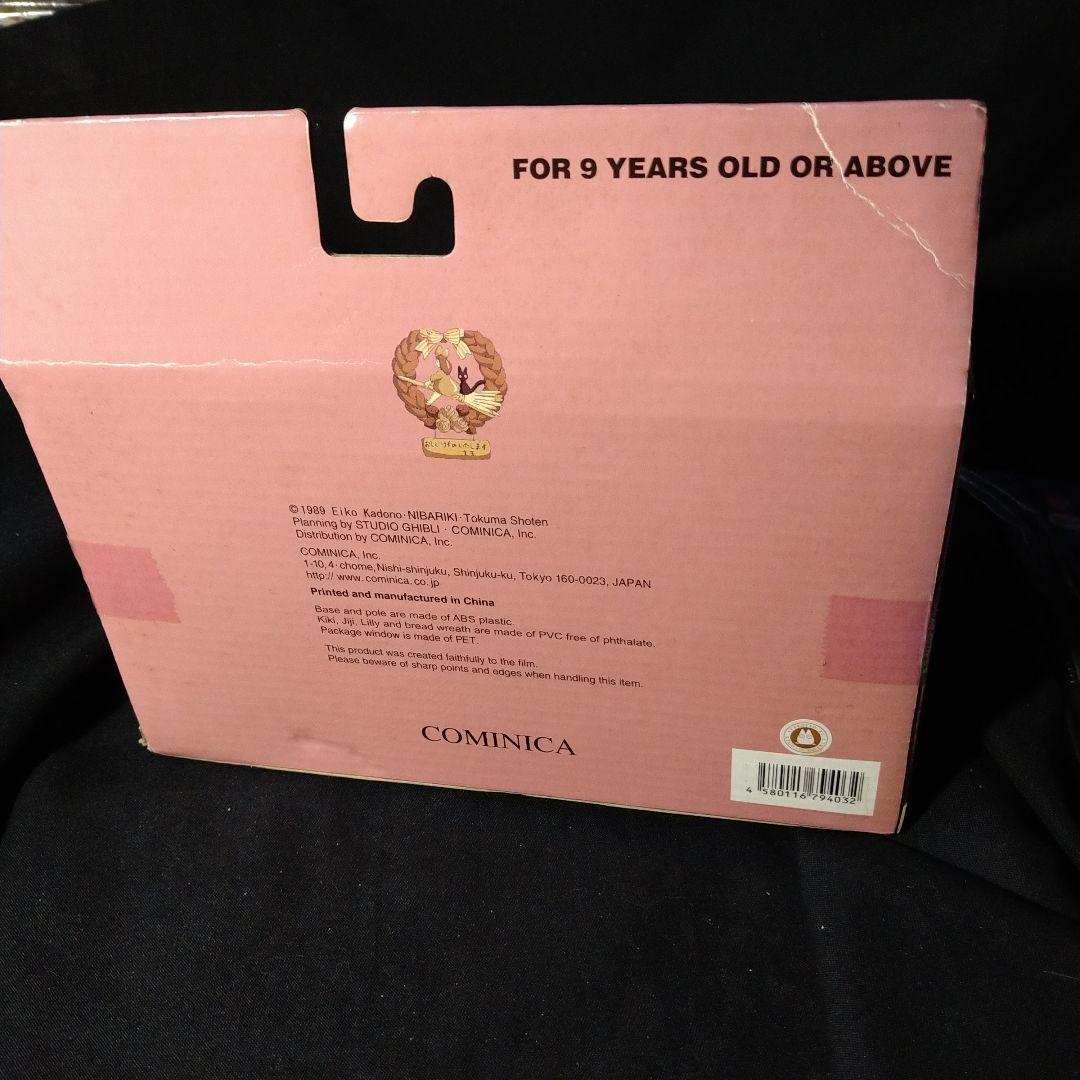 FOR 9 YEARS OLD OR ABOVE
©1989 Eiko Kadono・NIBARIKI・Tokuma Shoten
Planning by STUDIO GHIBLI・COMINICA, Inc.
Distribution by COMINICA, Inc.
COMINICA, Inc.
1-10, 4-chome, Nishi-shinjuku, Shinjuku-ku, Tokyo 160-0023, JAPAN
http:// www.cominica.co.jp
Printed and manufactured in China
Base and pole are made of ABS plastic.
Kiki, Jiji, Lilly and bread wreath are made of PVC free of phthalate.
Package window is made of PET
This product was created faithfully to the film.
Please beware of sharp points and edges when handling this item.
COMINICA
4 580116 794032